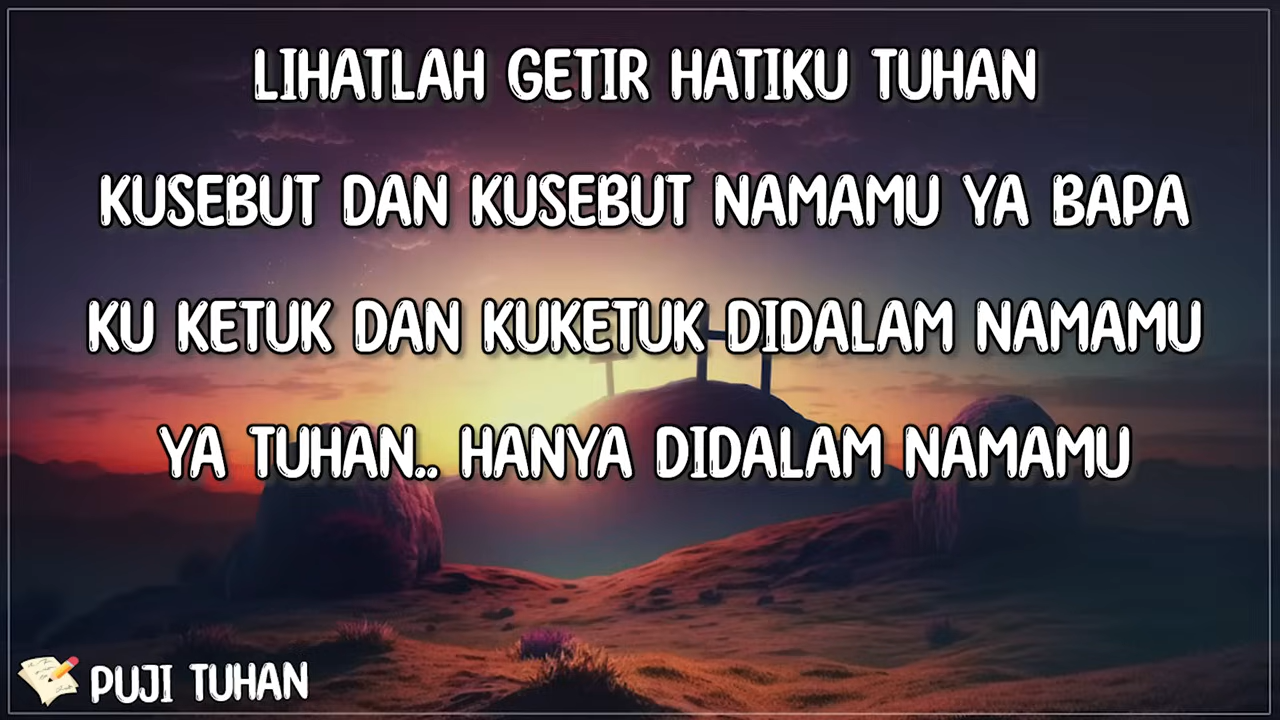 LIHATLAH GETIR HATIKU TUHAN
KUSEBUT DAN KUSEBUT NAMAMU YA BAPA
KU KETUK DAN KUKETUK DIDALAM NAMAMU
YA TUHAN.. HANYA DIDALAM NAMAMU
PUJI TUHAN